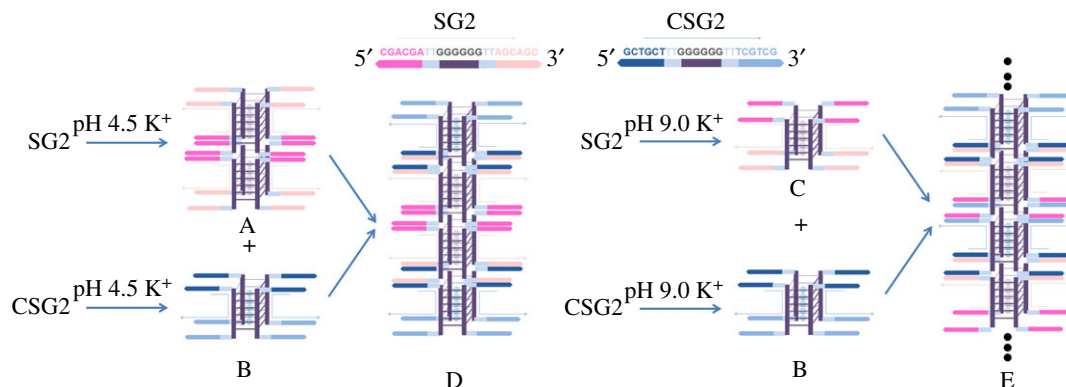 SG2
CSG2
5′ CGACGATTGGGGGGTTAGCAGC 3′
5′ GCTGCTTTGGGGGGTTTCGTCG 3′
SG2 pH 4.5 K+
A
+
CSG2 pH 4.5 K+
B
D
SG2 pH 9.0 K+
C
+
CSG2 pH 9.0 K+
B
E